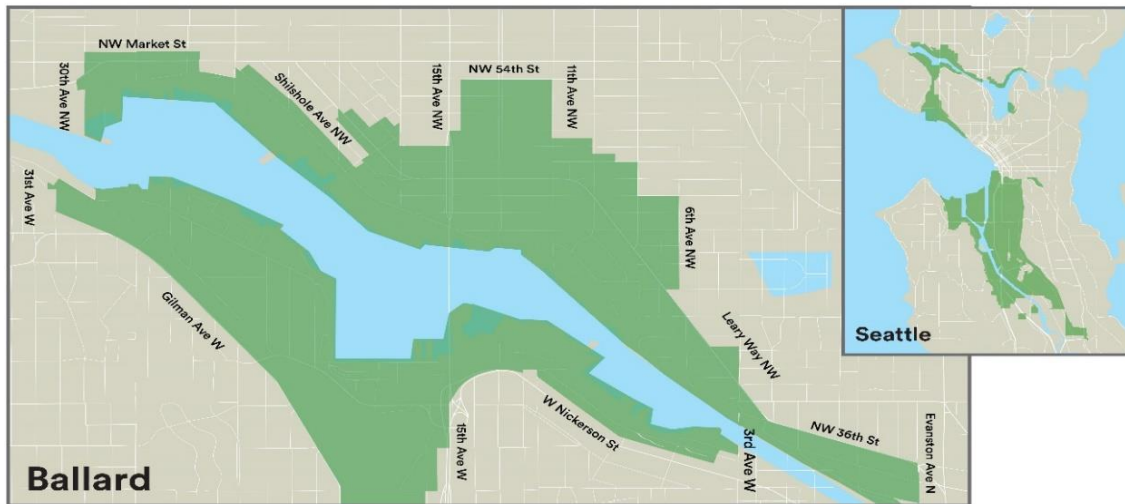 NW Market St
30th Ave NW
Shilshole Ave NW
15th Ave NW
NW 54th St
11th Ave NW
31st Ave W
6th Ave NW
Gilman Ave W
Leary Way NW
15th Ave W
W Nickerson St
3rd Ave W
NW 36th St
Evanston Ave N
Ballard
Seattle